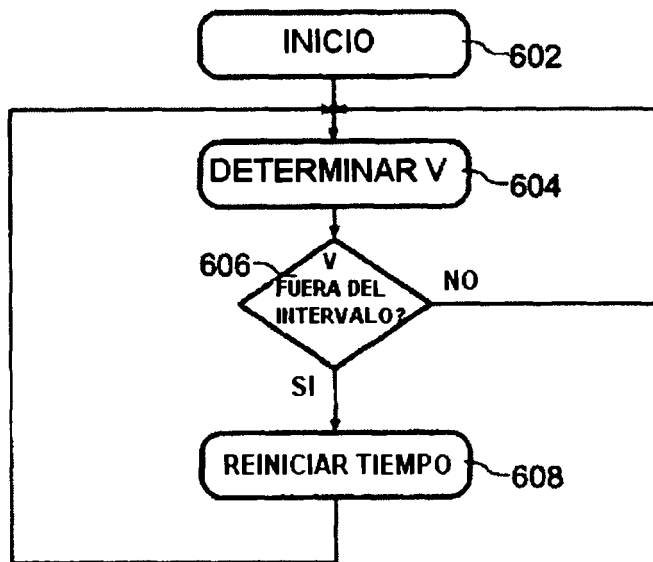 INICIO
602
DETERMINAR V
604
606
V
FUERA DEL
INTERVALO?
NO
SI
REINICIAR TIEMPO
608